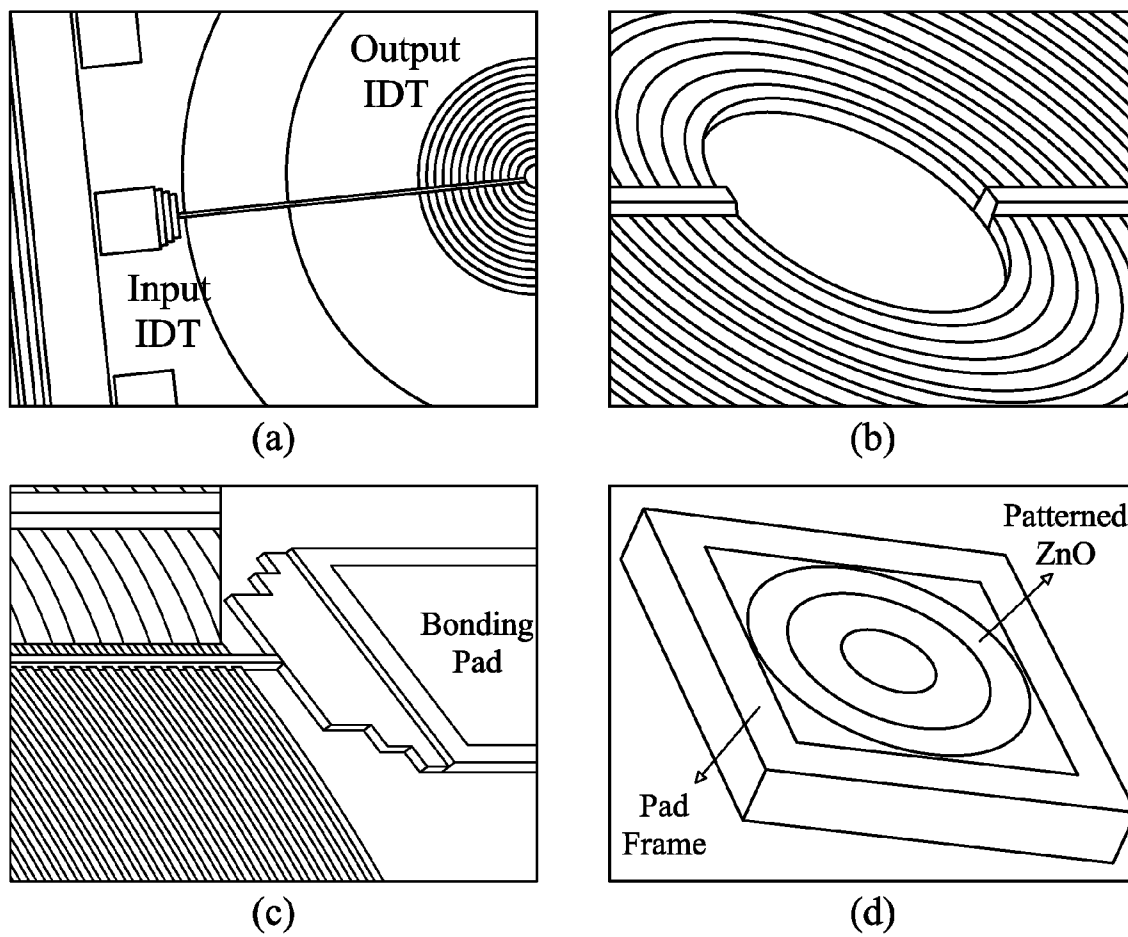 Output
IDT
Input
IDT
(a)
(b)
Bonding
Pad
(c)
Patterned
ZnO
Pad
Frame
(d)